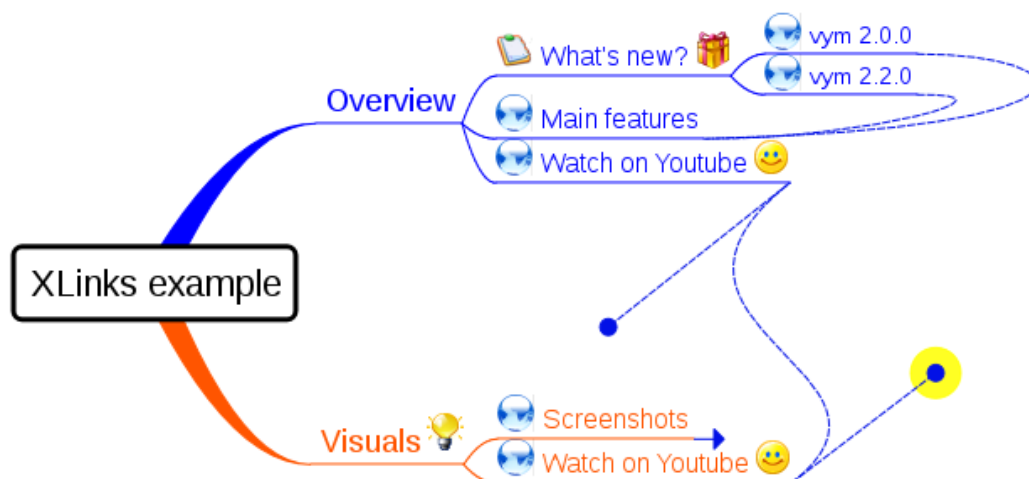 What's new?
vym 2.0.0
vym 2.2.0
Overview
Main features
Watch on Youtube
XLinks example
Visuals
Screenshots
Watch on Youtube